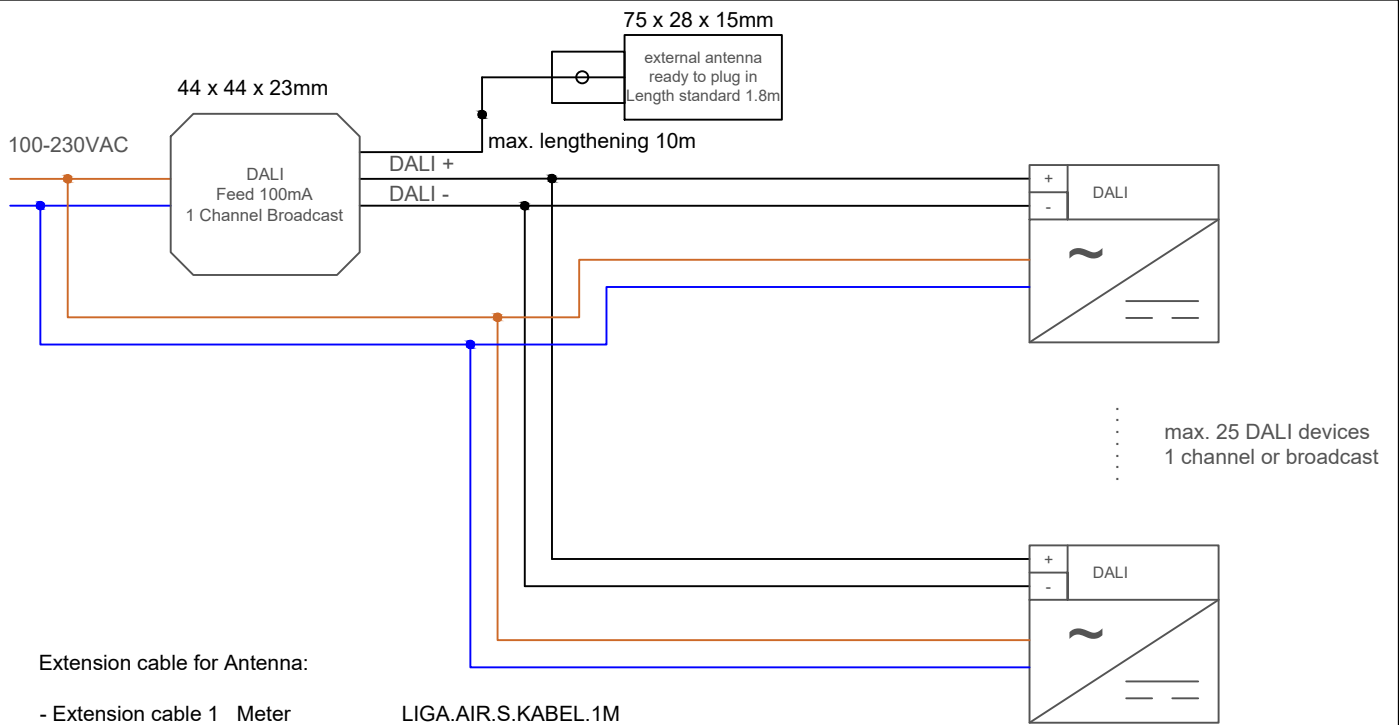 75 x 28 x 15mm
external antenna
ready to plug in
Length standard 1.8m
44 x 44 x 23mm
max. lengthening 10m
100-230VAC
DALI
Feed 100mA
1 Channel Broadcast
DALI +
DALI -
+
-
DALI
~
max. 25 DALI devices
1 channel or broadcast
+
-
DALI
~
Extension cable for Antenna:
- Extension cable 1 Meter LIGA.AIR.S.KABEL.1M